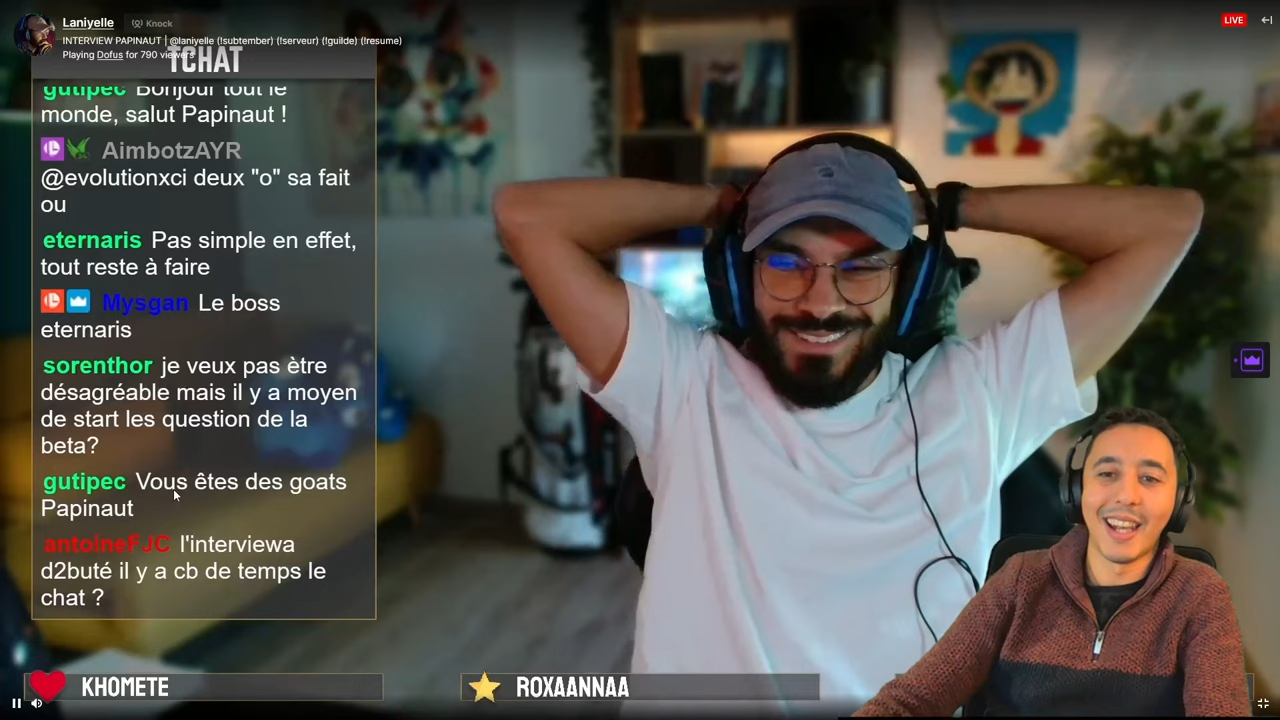 Laniyelle
Knock
LIVE
INTERVIEW PAPINAUT | @laniyelle (!subtember) (!serveur) (!guilde) (!resume)
Playing Dofus for 790 viewers
TCHAT
gutipec Bonjour tout le
monde, salut Papinaut !
AimbotzAYR
@evolutionxci deux "o" sa fait
ou
eternaris Pas simple en effet,
tout reste à faire
Mysgan Le boss
eternaris
sorenthor je veux pas ètre
désagréable mais il y a moyen
de start les question de la
beta?
gutipec Vous êtes des goats
Papinaut
antoineFJC l'interviewa
d2buté il y a cb de temps le
chat ?
KHOMETE
ROXAANNAA